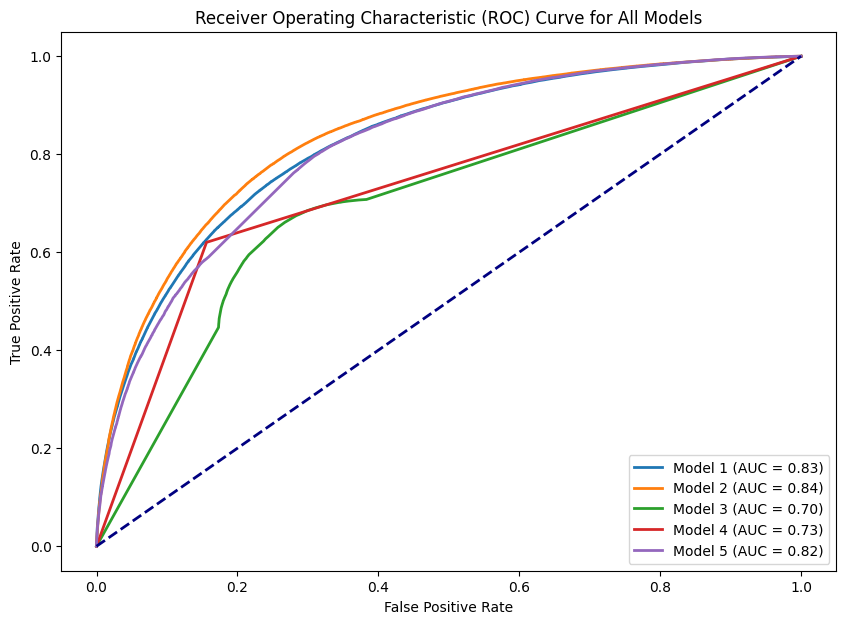 Receiver Operating Characteristic (ROC) Curve for All Models
True Positive Rate
1.0
0.8
0.6
0.4
0.2
0.0
0.0 0.2 0.4 0.6 0.8 1.0
False Positive Rate
Model 1 (AUC = 0.83)
Model 2 (AUC = 0.84)
Model 3 (AUC = 0.70)
Model 4 (AUC = 0.73)
Model 5 (AUC = 0.82)